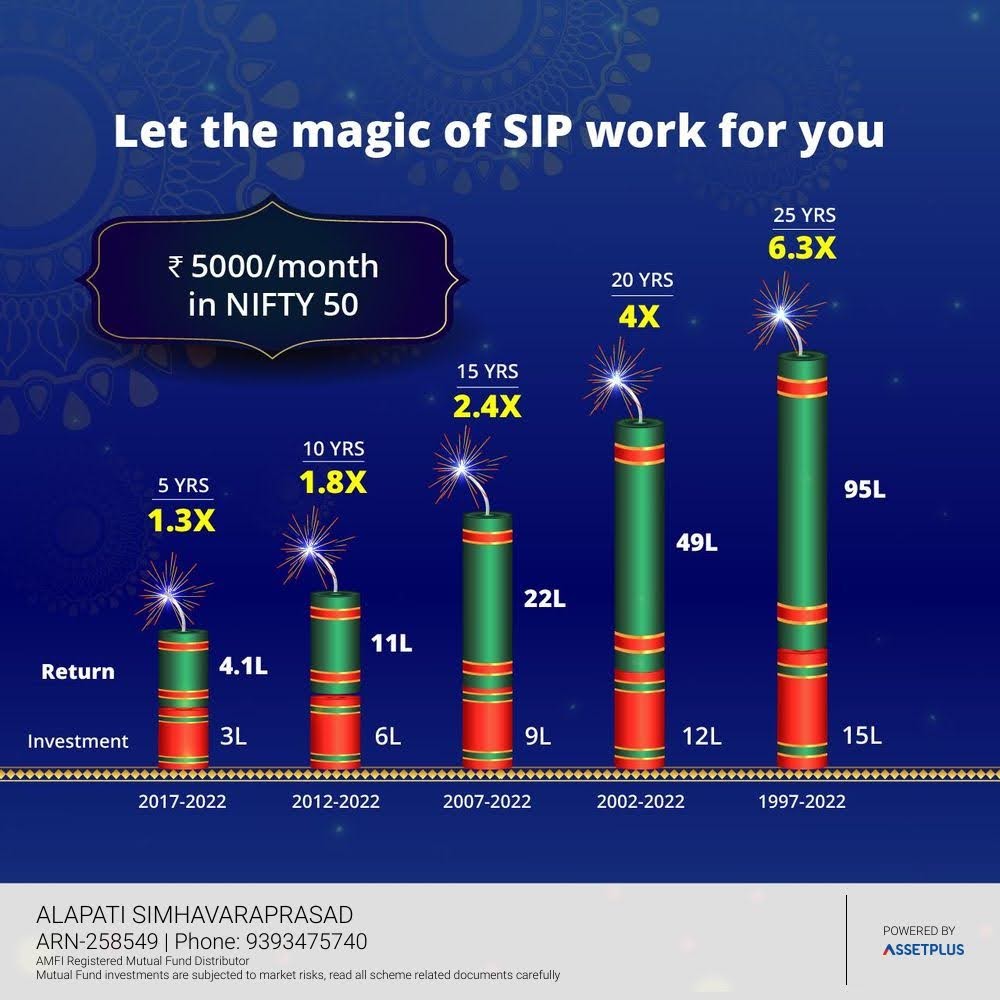 Let the magic of SIP work for you
₹ 5000/month
in NIFTY 50
5 YRS
1.3X
10 YRS
1.8X
15 YRS
2.4X
20 YRS
4X
25 YRS
6.3X
Return
4.1L
11L
22L
49L
95L
Investment
3L
6L
9L
12L
15L
2017-2022
2012-2022
2007-2022
2002-2022
1997-2022
ALAPATI SIMHAVARAPRASAD
ARN-258549 | Phone: 9393475740
AMFI Registered Mutual Fund Distributor
Mutual Fund investments are subjected to market risks, read all scheme related documents carefully
POWERED BY
ASSETPLUS